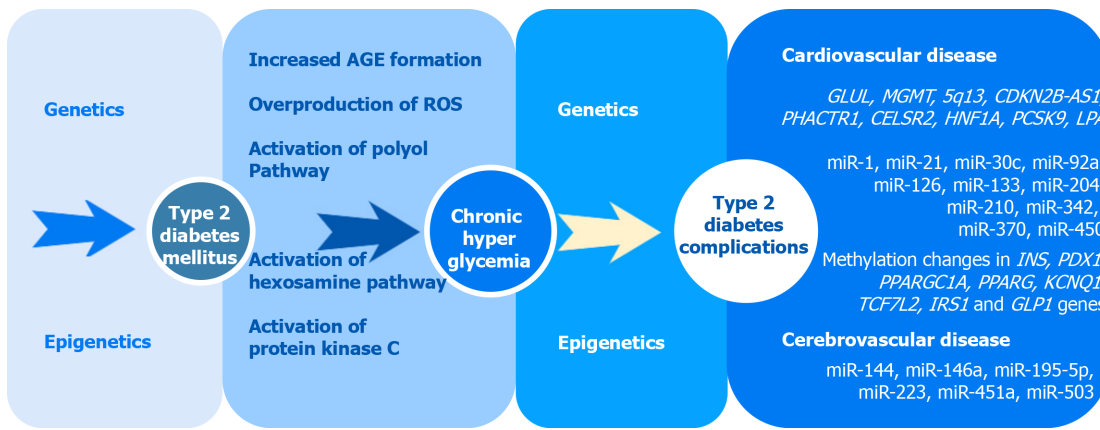 Genetics
Epigenetics
Type 2
diabetes
mellitus
Increased AGE formation
Overproduction of ROS
Activation of polyol
Pathway
Activation of
hexosamine pathway
Activation of
protein kinase C
Chronic
hyper
glycemia
Genetics
Epigenetics
Type 2
diabetes
complications
Cardiovascular disease
GLUL, MGMT, 5q13, CDKN2B-AS1,
PHACTR1, CELSR2, HNF1A, PCSK9, LPA
miR-1, miR-21, miR-30c, miR-92a
miR-126, miR-133, miR-204
miR-210, miR-342,
miR-370, miR-450
Methylation changes in INS, PDX1
PPARGC1A, PPARG, KCNQ1
TCF7L2, IRS1 and GLP1 genes
Cerebrovascular disease
miR-144, miR-146a, miR-195-5p,
miR-223, miR-451a, miR-503